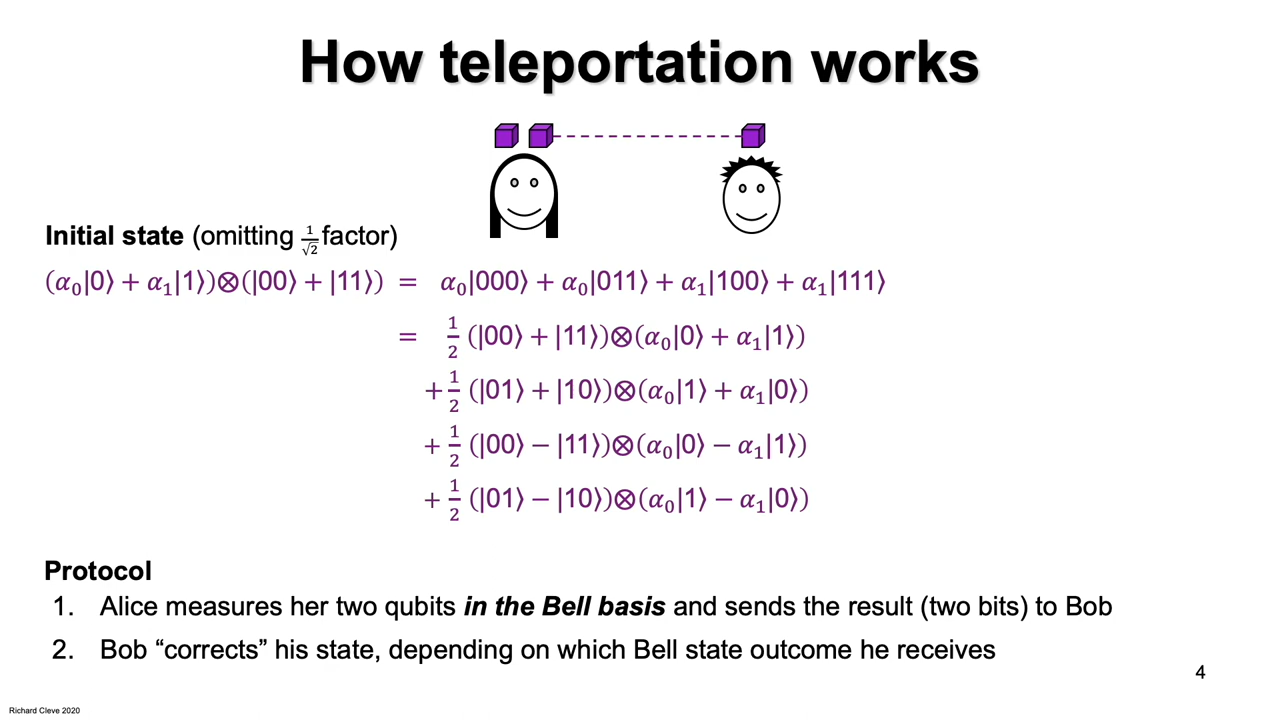 How teleportation works
Initial state (omitting 1/√2 factor)
(α₀|0⟩ + α₁|1⟩)⊗(|00⟩ + |11⟩) = α₀|000⟩ + α₀|011⟩ + α₁|100⟩ + α₁|111⟩
= 1/2 (|00⟩ + |11⟩)⊗(α₀|0⟩ + α₁|1⟩)
+ 1/2 (|01⟩ + |10⟩)⊗(α₀|1⟩ + α₁|0⟩)
+ 1/2 (|00⟩ − |11⟩)⊗(α₀|0⟩ − α₁|1⟩)
+ 1/2 (|01⟩ − |10⟩)⊗(α₀|1⟩ − α₁|0⟩)
Protocol
1. Alice measures her two qubits in the Bell basis and sends the result (two bits) to Bob
2. Bob “corrects” his state, depending on which Bell state outcome he receives
4
Richard Cleve 2020